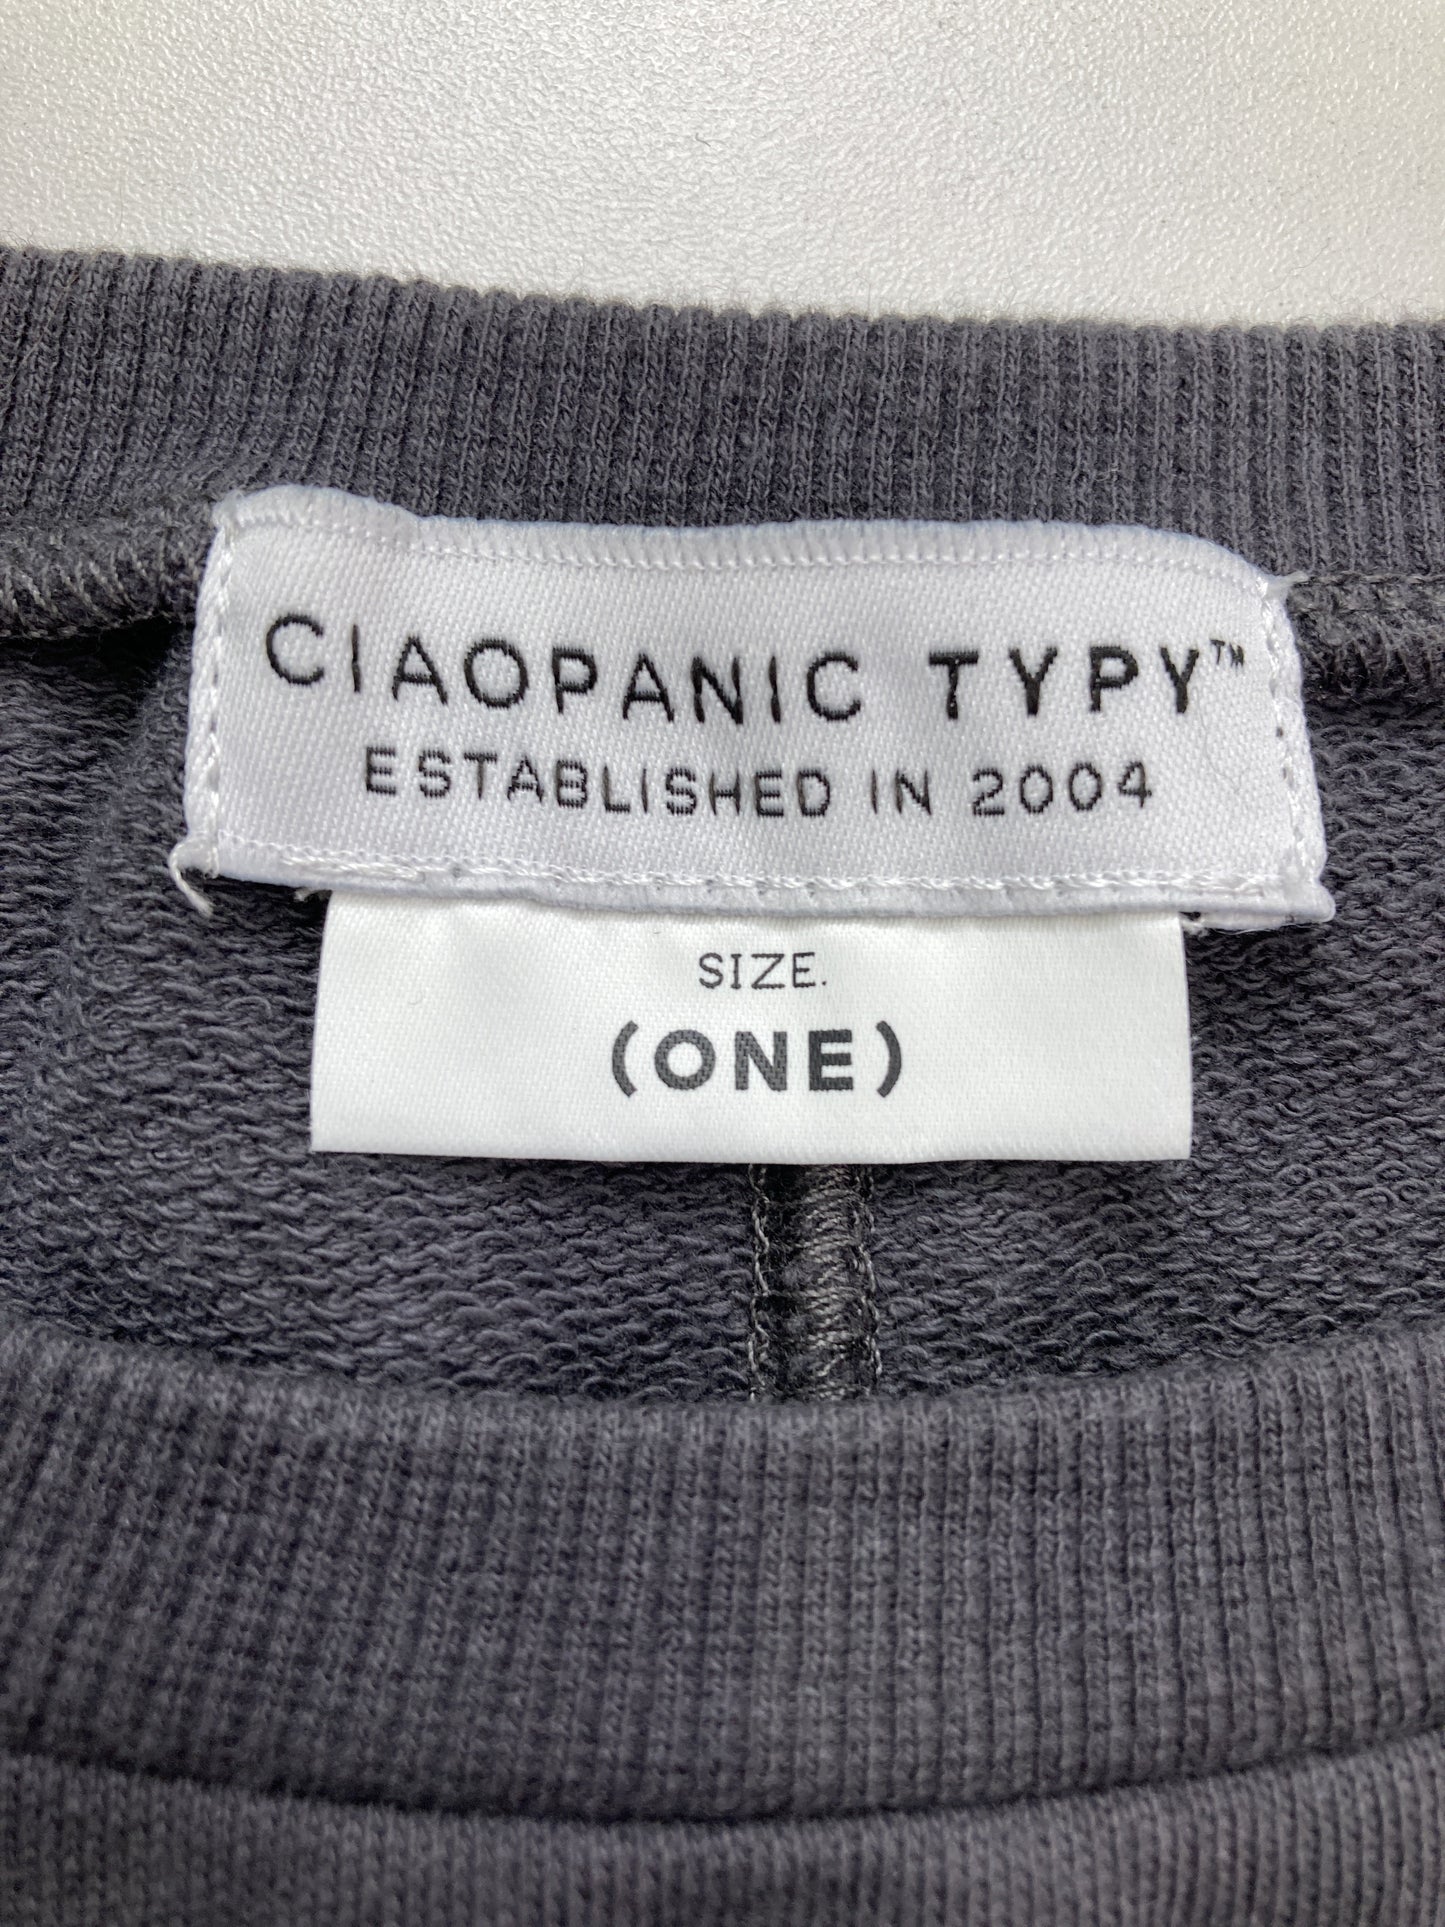 CIAOPANIC TYPY™
ESTABLISHED IN 2004
SIZE.
(ONE)